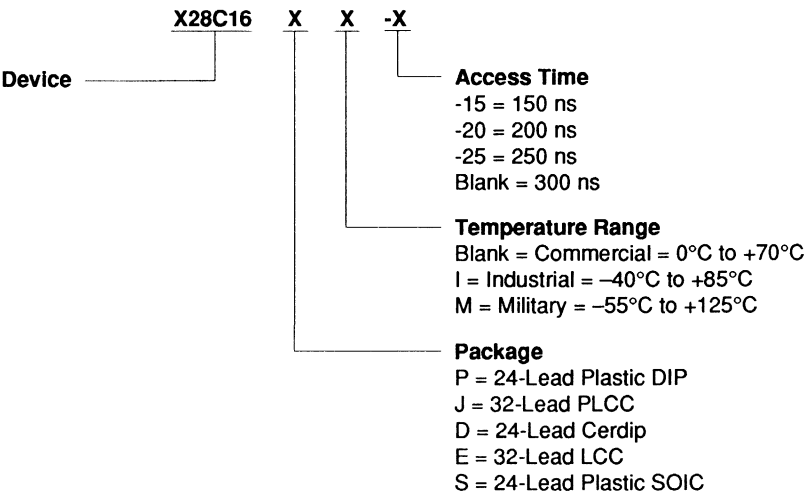 X28C16 X X -X
Device
Access Time
-15 = 150 ns
-20 = 200 ns
-25 = 250 ns
Blank = 300 ns
Temperature Range
Blank = Commercial = 0°C to +70°C
I = Industrial = –40°C to +85°C
M = Military = –55°C to +125°C
Package
P = 24-Lead Plastic DIP
J = 32-Lead PLCC
D = 24-Lead Cerdip
E = 32-Lead LCC
S = 24-Lead Plastic SOIC